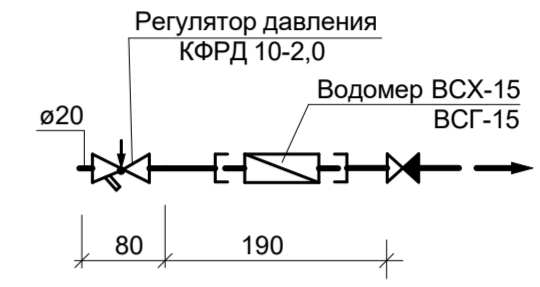 Регулятор давления
КФРД 10-2,0
Водомер ВСХ-15
ВСГ-15
ø20
80
190